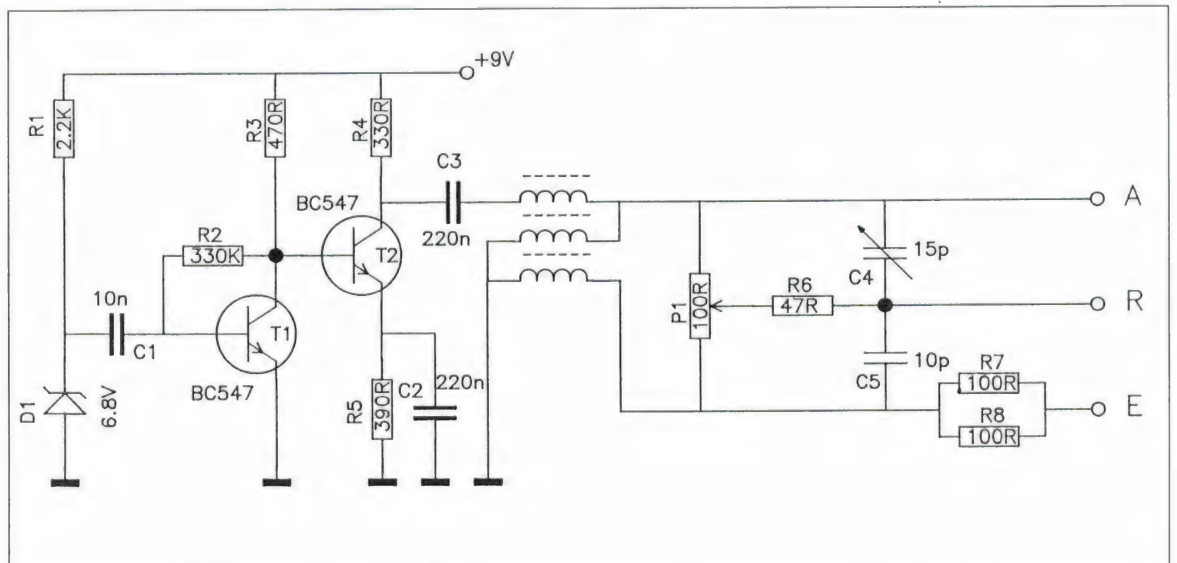 +9V
R1
2.2K
R3
470R
R4
330R
C3
220n
A
BC547
T2
R2
330K
10n
C1
T1
BC547
D1
6.8V
R5
390R
C2
220n
P1
100R
R6
47R
15p
C4
R
10p
C5
R7
100R
R8
100R
E